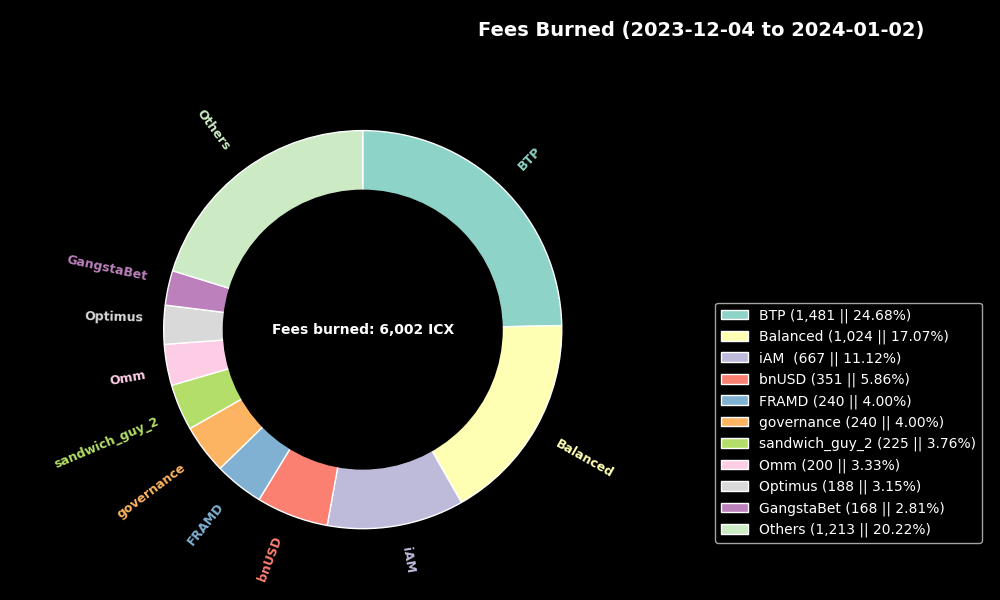 Fees Burned (2023-12-04 to 2024-01-02)
Others
BTP
GangstaBet
Optimus
Fees burned: 6,002 ICX
Omm
sandwich_guy_2
Balanced
governance
FRAMD
bnUSD
iAM
BTP (1,481 || 24.68%)
Balanced (1,024 || 17.07%)
iAM  (667 || 11.12%)
bnUSD (351 || 5.86%)
FRAMD (240 || 4.00%)
governance (240 || 4.00%)
sandwich_guy_2 (225 || 3.76%)
Omm (200 || 3.33%)
Optimus (188 || 3.15%)
GangstaBet (168 || 2.81%)
Others (1,213 || 20.22%)